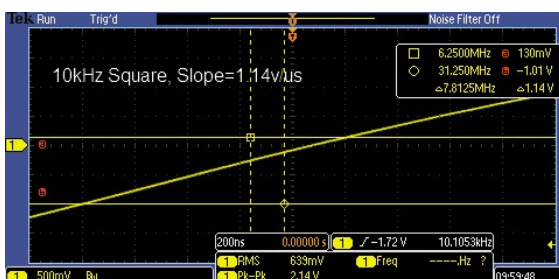 Tek Run Trig'd Noise Filter Off
6.2500MHz 130mV
31.250MHz -1.01 V
△7.8125MHz △1.14 V
10kHz Square, Slope=1.14v/us
1
200ns 0.00000 s 1 -1.72 V 10.1053kHz
1 RMS 639mV 1 Freq ----.Hz ?
1 Pk-Pk 2.14 V
1 500mV Bw 09:59:48